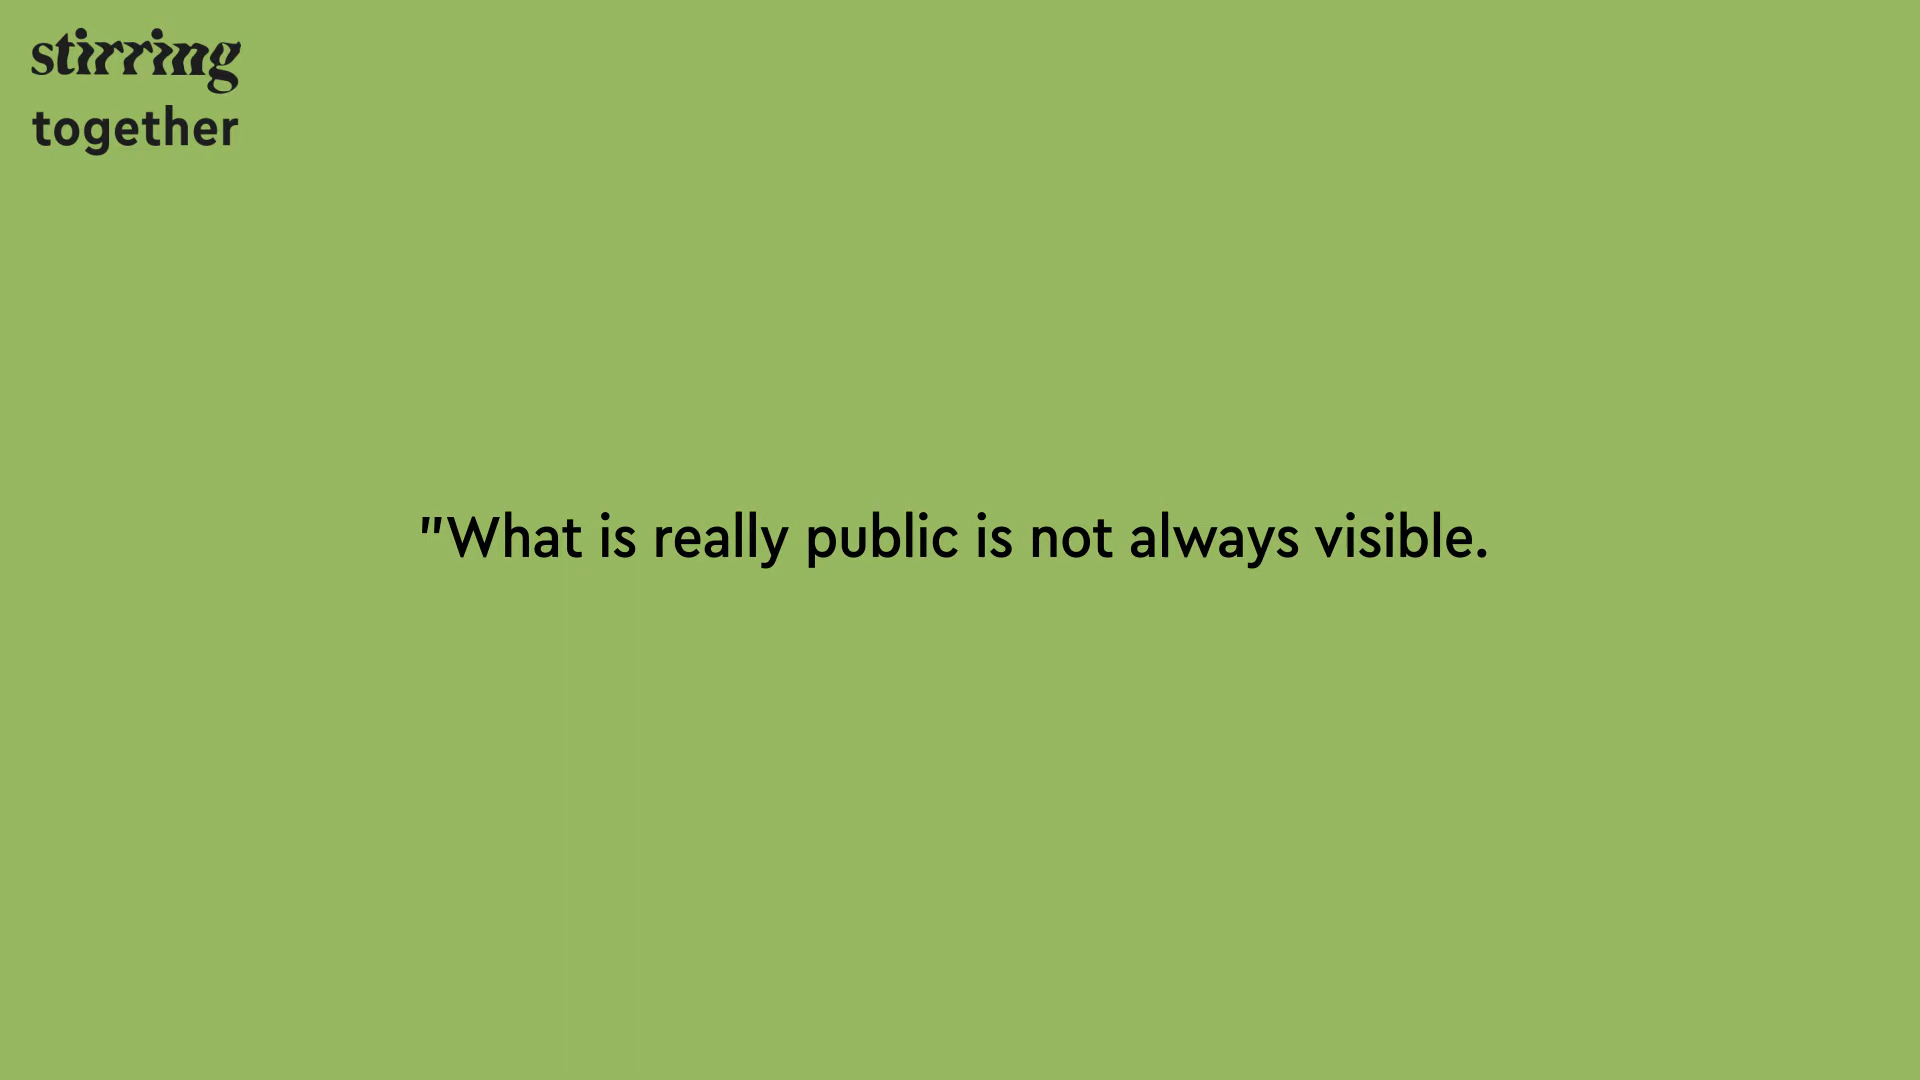 stirring
together
"What is really public is not always visible.